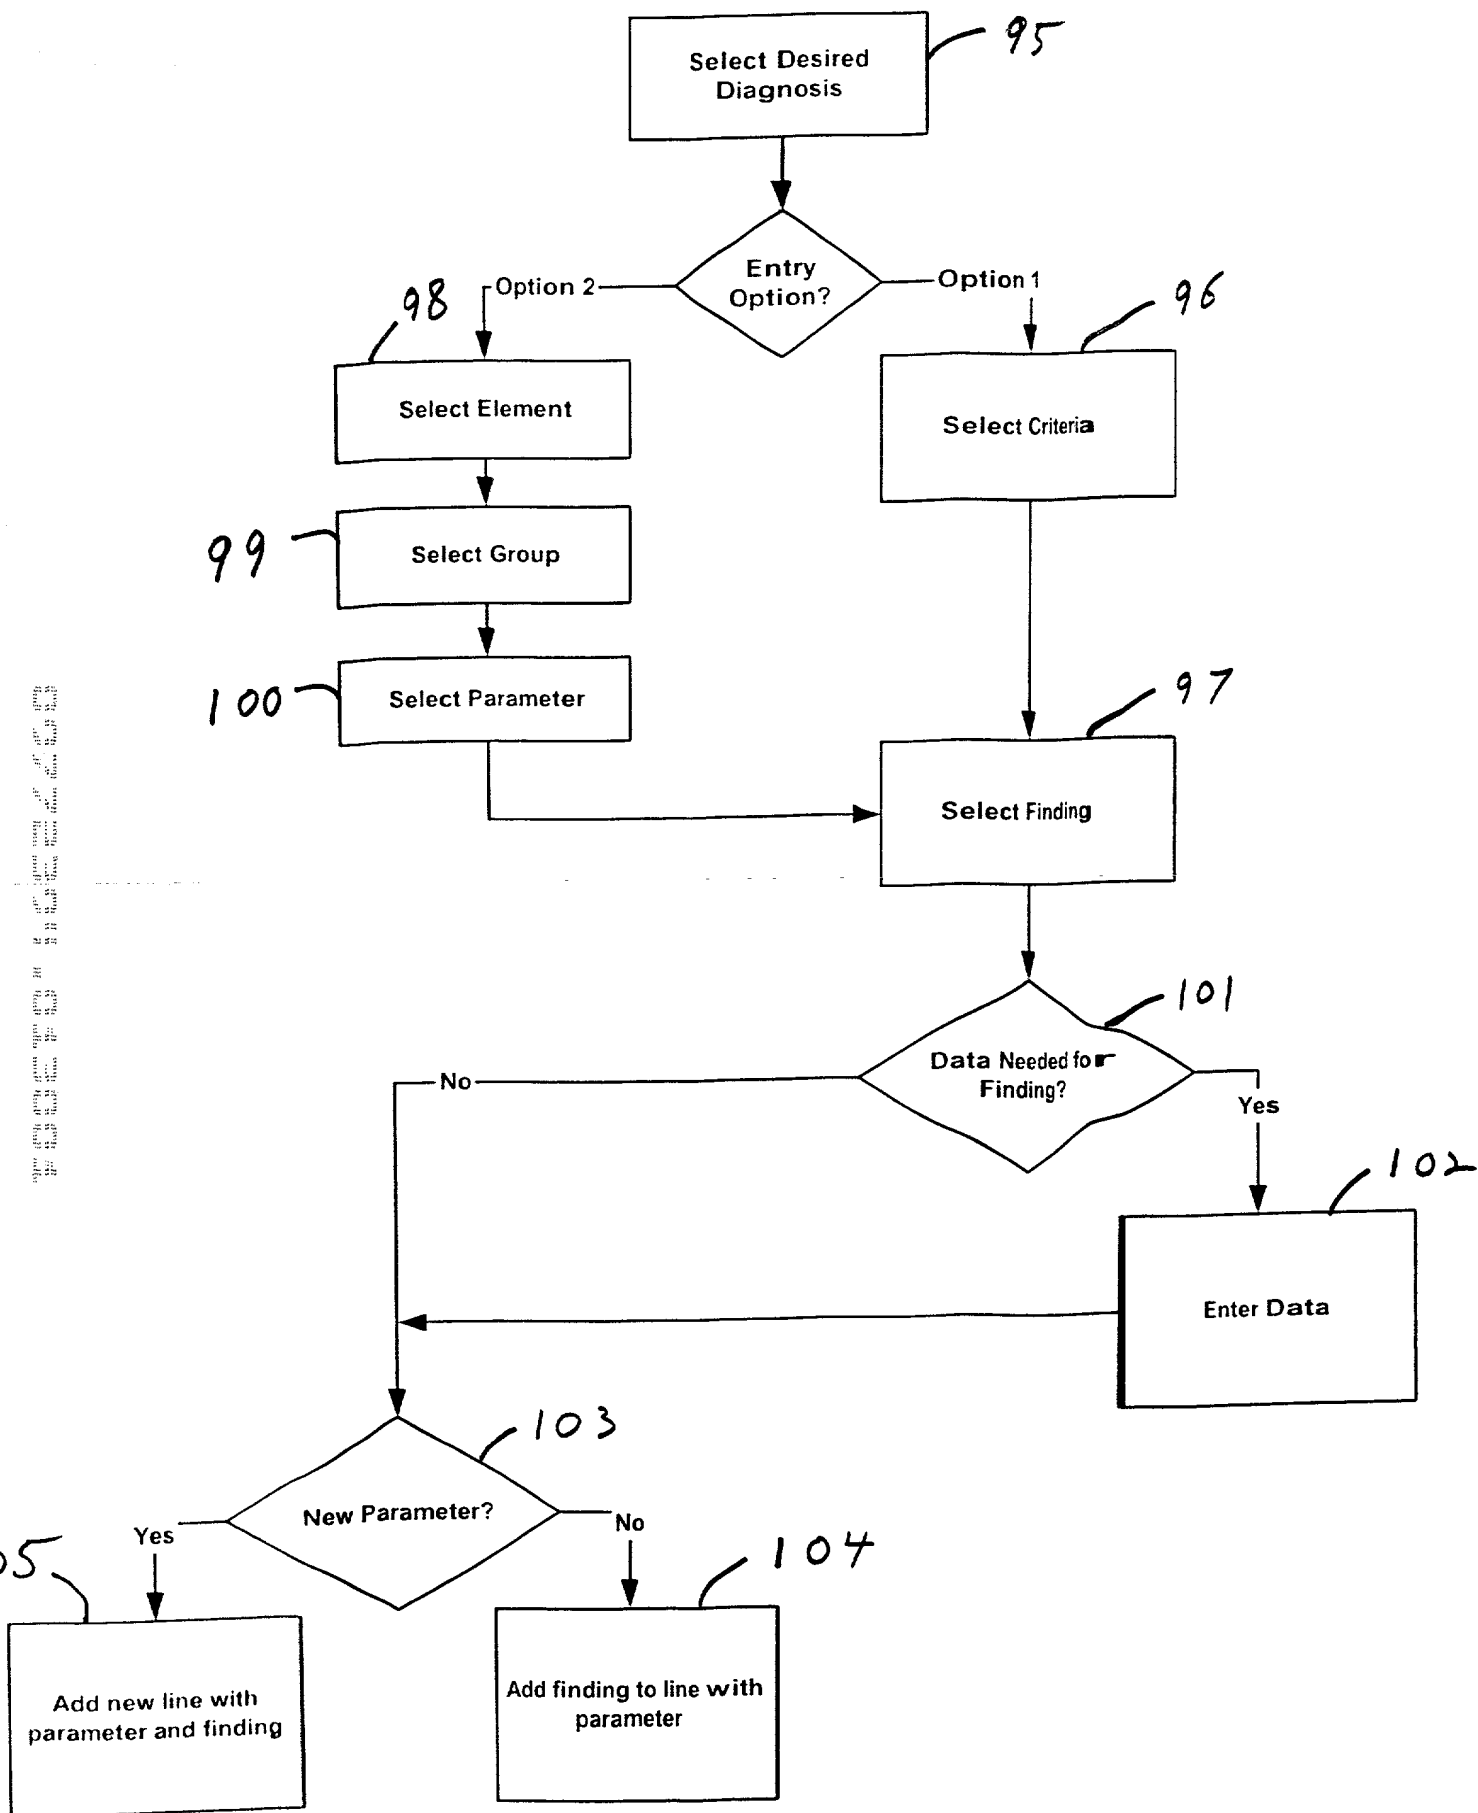 Select Desired
Diagnosis
95
Entry
Option?
Option 2
Option 1
98
96
Select Element
Select Criteria
99
Select Group
100
Select Parameter
97
Select Finding
101
Data Needed for
Finding?
No
Yes
102
Enter Data
103
New Parameter?
Yes
No
05
104
Add new line with
parameter and finding
Add finding to line with
parameter